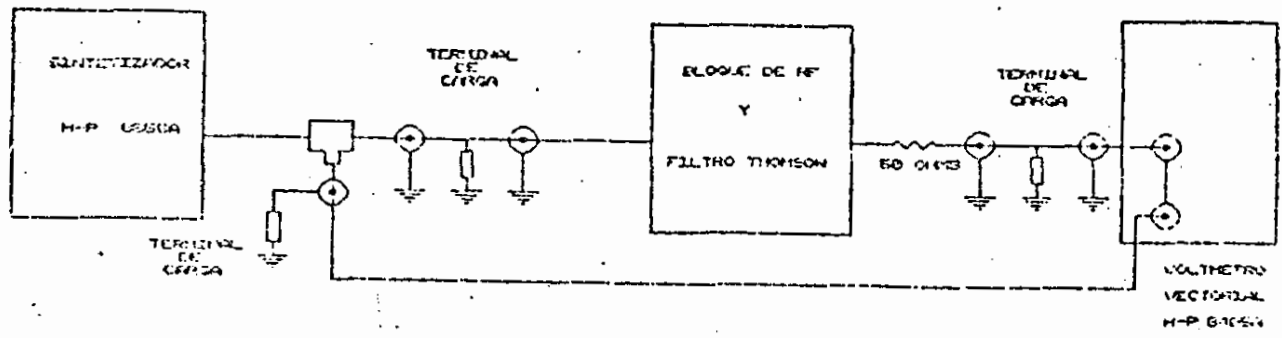 SINTETIZADOR
H-P
TERMINAL
DE
CARGA
TERMINAL
DE
CARGA
BLOQUE DE RF
Y
FILTRO THOMSON
50 OHMS
TERMINAL
DE
CARGA
VOLTMETRO
VECTORIAL
H-P